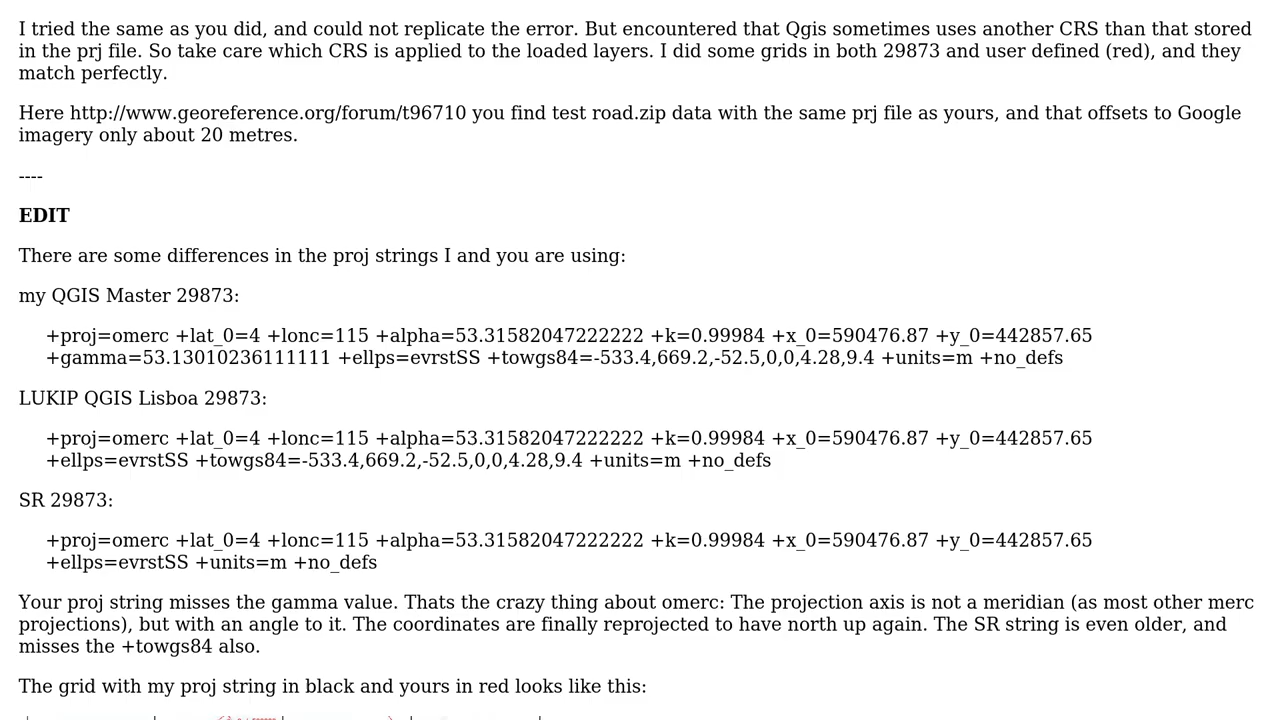 I tried the same as you did, and could not replicate the error. But encountered that Qgis sometimes uses another CRS than that stored
in the prj file. So take care which CRS is applied to the loaded layers. I did some grids in both 29873 and user defined (red), and they
match perfectly.
Here http://www.georeference.org/forum/t96710 you find test road.zip data with the same prj file as yours, and that offsets to Google
imagery only about 20 metres.
----
EDIT
There are some differences in the proj strings I and you are using:
my QGIS Master 29873:
+proj=omerc +lat_0=4 +lonc=115 +alpha=53.31582047222222 +k=0.99984 +x_0=590476.87 +y_0=442857.65
+gamma=53.13010236111111 +ellps=evrstSS +towgs84=-533.4,669.2,-52.5,0,0,4.28,9.4 +units=m +no_defs
LUKIP QGIS Lisboa 29873:
+proj=omerc +lat_0=4 +lonc=115 +alpha=53.31582047222222 +k=0.99984 +x_0=590476.87 +y_0=442857.65
+ellps=evrstSS +towgs84=-533.4,669.2,-52.5,0,0,4.28,9.4 +units=m +no_defs
SR 29873:
+proj=omerc +lat_0=4 +lonc=115 +alpha=53.31582047222222 +k=0.99984 +x_0=590476.87 +y_0=442857.65
+ellps=evrstSS +units=m +no_defs
Your proj string misses the gamma value. Thats the crazy thing about omerc: The projection axis is not a meridian (as most other merc
projections), but with an angle to it. The coordinates are finally reprojected to have north up again. The SR string is even older, and
misses the +towgs84 also.
The grid with my proj string in black and yours in red looks like this: